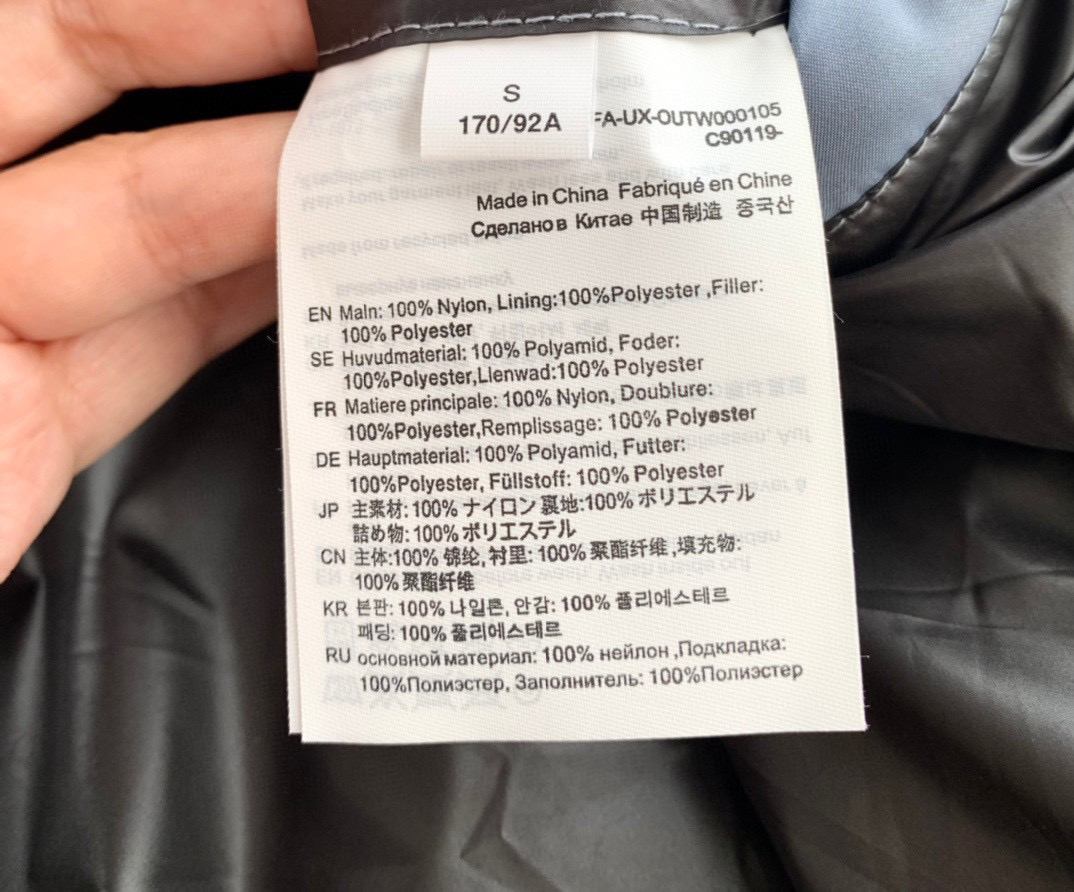 S
170/92A
FA-UX-OUTW000105
C90119-
Made in China Fabriqué en Chine
Сделано в Китае 中国制造 중국산
EN Maln: 100% Nylon, Lining:100%Polyester ,Filler:
100% Polyester
SE Huvudmaterial: 100% Polyamid, Foder:
100%Polyester,Llenwad:100% Polyester
FR Matiere principale: 100% Nylon, Doublure:
100%Polyester,Remplissage: 100% Polyester
DE Hauptmaterial: 100% Polyamid, Futter:
100%Polyester, Füllstoff: 100% Polyester
JP 主素材: 100% ナイロン 裏地:100% ポリエステル
詰め物: 100% ポリエステル
CN 主体:100% 锦纶, 衬里: 100% 聚酯纤维 ,填充物:
100% 聚酯纤维
KR 본판: 100% 나일론, 안감: 100% 폴리에스테르
패딩: 100% 폴리에스테르
RU основной материал: 100% нейлон ,Подкладка:
100%Полиэстер, Заполнитель: 100%Полиэстер